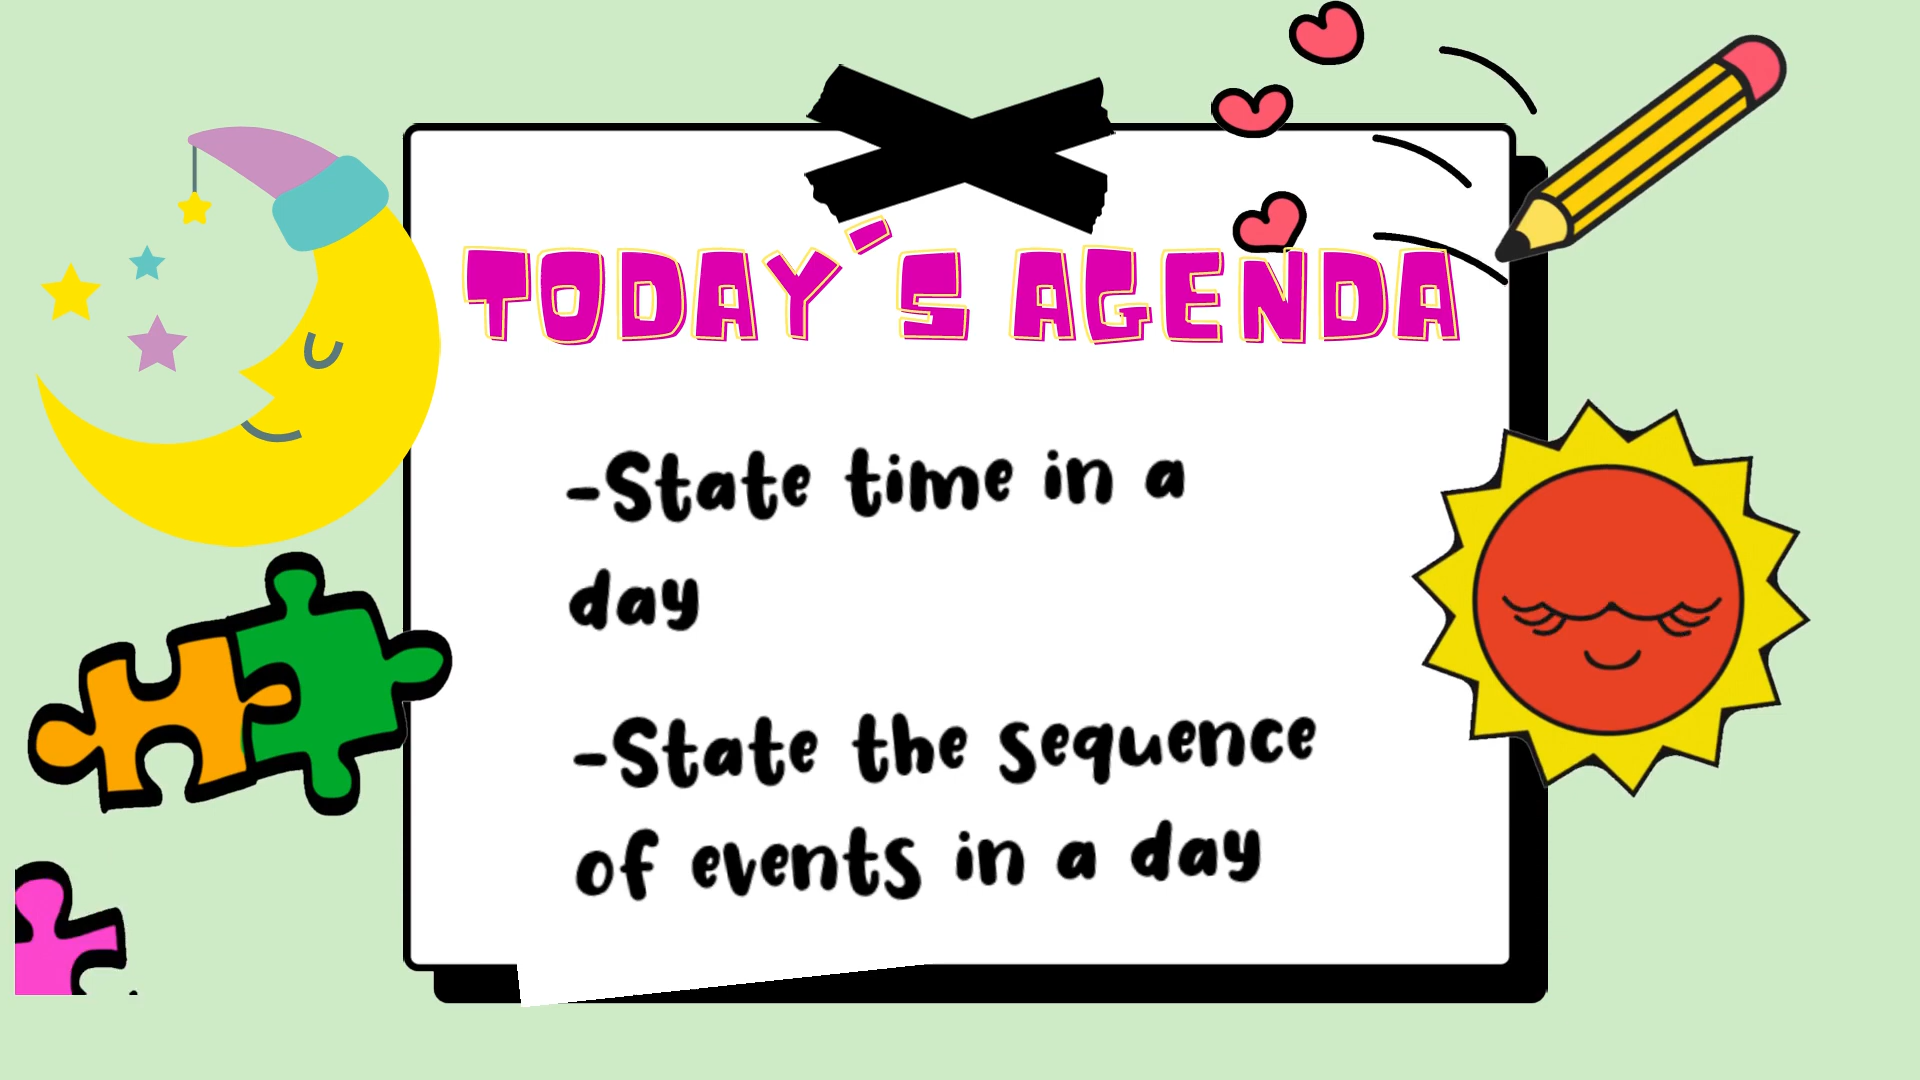 TODAY´S AGENDA
-State time in a
day
-State the sequence
of events in a day